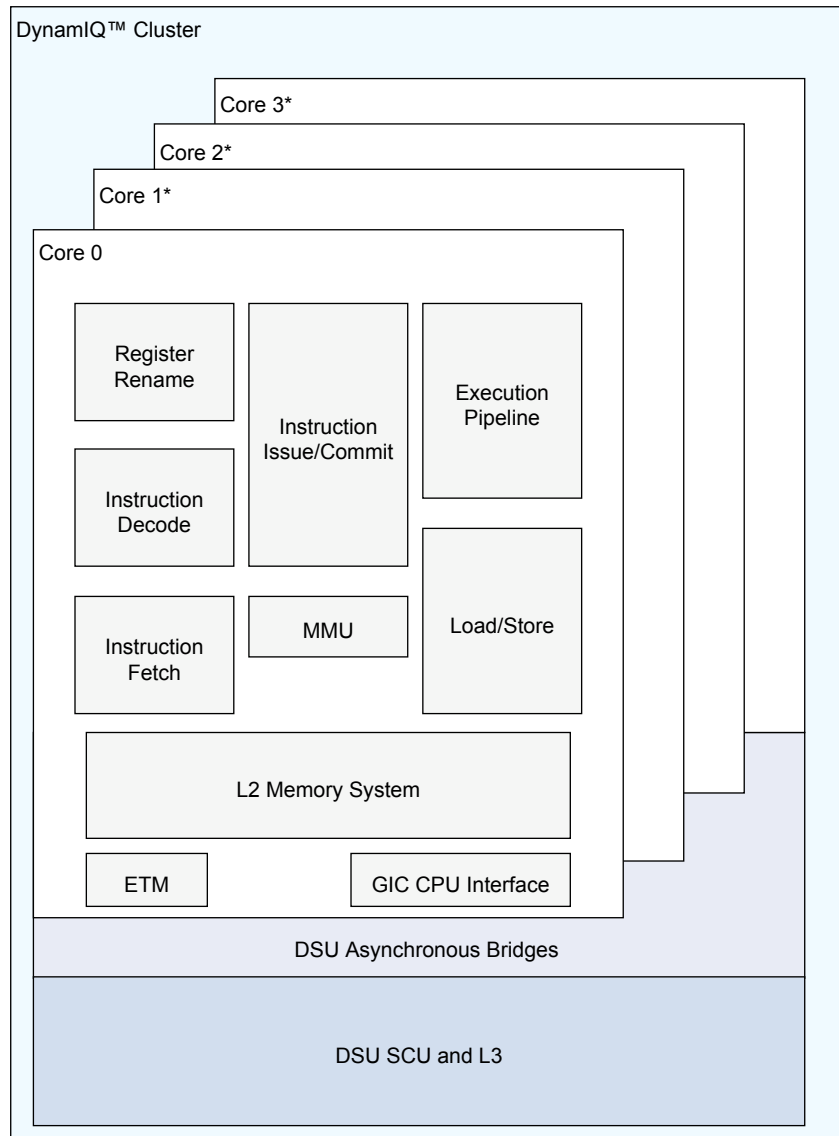 DynamIQ™ Cluster
Core 3*
Core 2*
Core 1*
Core 0
Register
Rename
Instruction
Issue/Commit
Execution
Pipeline
Instruction
Decode
Instruction
Fetch
MMU
Load/Store
L2 Memory System
ETM
GIC CPU Interface
DSU Asynchronous Bridges
DSU SCU and L3